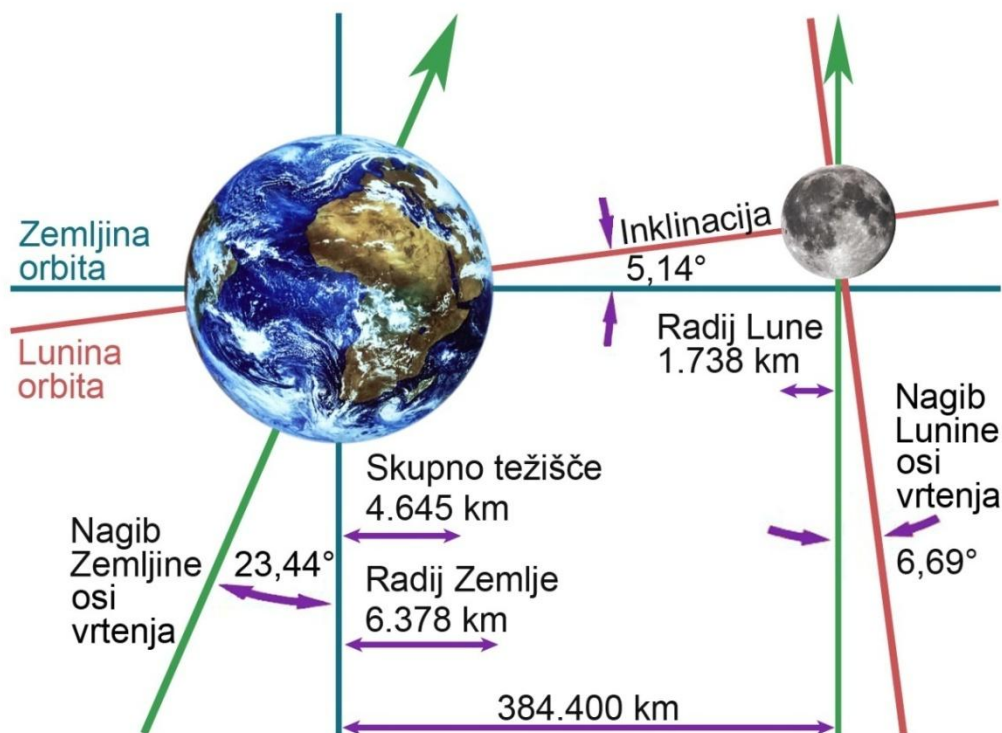 Zemljina
orbita
Lunina
orbita
Inklinacija
5,14°
Radij Lune
1.738 km
Nagib
Lunine
osi
vrtenja
6,69°
Skupno težišče
4.645 km
Nagib
Zemljine
osi
vrtenja
23,44°
Radij Zemlje
6.378 km
384.400 km